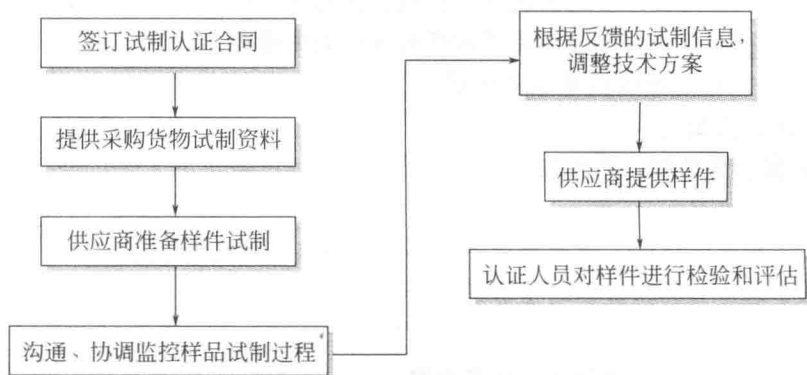 签订试制认证合同
提供采购货物试制资料
供应商准备样件试制
沟通、协调监控样品试制过程
根据反馈的试制信息，
调整技术方案
供应商提供样件
认证人员对样件进行检验和评估